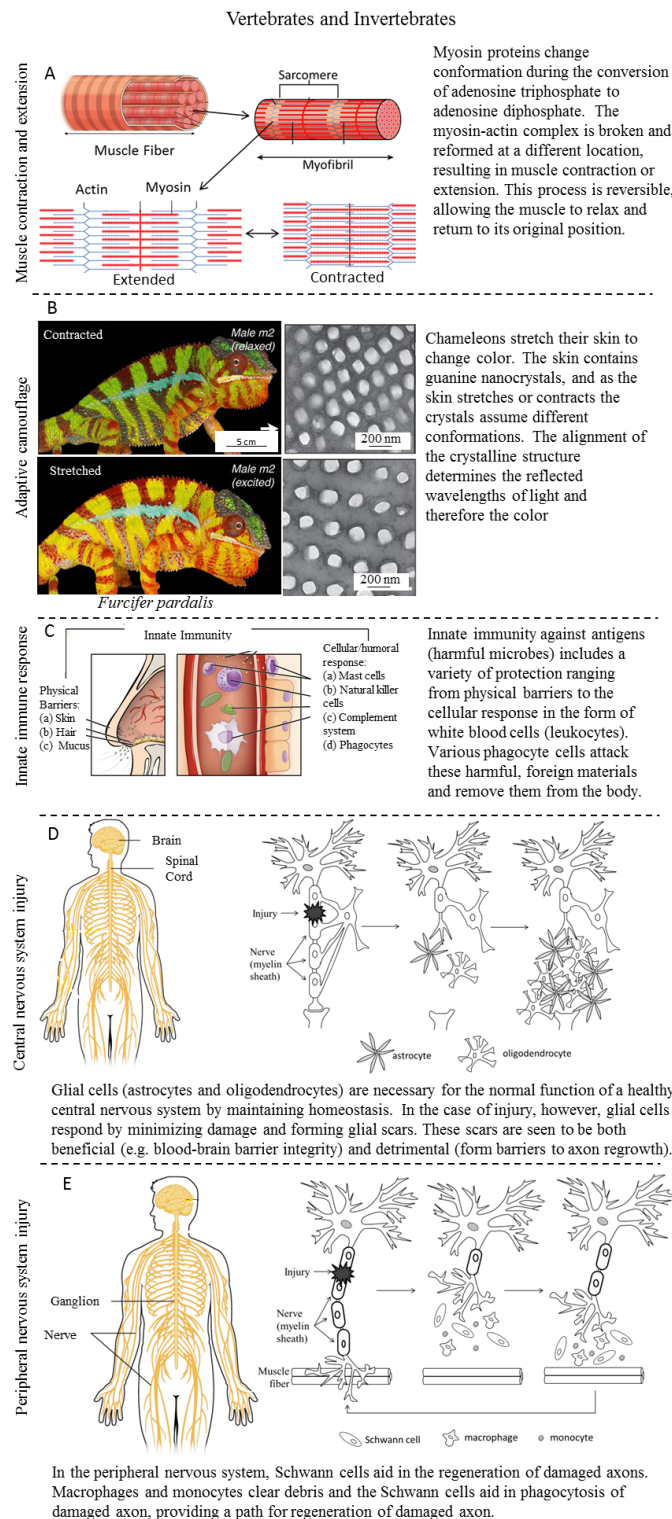 Vertebrates and Invertebrates
Muscle contraction and extension
A
Sarcomere
Muscle Fiber
Myofibril
Actin
Myosin
Extended
Contracted
Myosin proteins change
conformation during the conversion
of adenosine triphosphate to
adenosine diphosphate. The
myosin-actin complex is broken and
reformed at a different location,
resulting in muscle contraction or
extension. This process is reversible,
allowing the muscle to relax and
return to its original position.
Adaptive camouflage
B
Contracted
Male m2
(relaxed)
5 cm
200 nm
Stretched
Male m2
(excited)
200 nm
Furcifer pardalis
Chameleons stretch their skin to
change color. The skin contains
guanine nanocrystals, and as the
skin stretches or contracts the
crystals assume different
conformations. The alignment of
the crystalline structure
determines the reflected
wavelengths of light and
therefore the color
Innate immune response
C
Innate Immunity
Physical
Barriers:
(a) Skin
(b) Hair
(c) Mucus
Cellular/humoral
response:
(a) Mast cells
(b) Natural killer
cells
(c) Complement
system
(d) Phagocytes
Innate immunity against antigens
(harmful microbes) includes a
variety of protection ranging
from physical barriers to the
cellular response in the form of
white blood cells (leukocytes).
Various phagocyte cells attack
these harmful, foreign materials
and remove them from the body.
Central nervous system injury
D
Brain
Spinal
Cord
Injury
Nerve
(myelin
sheath)
astrocyte
oligodendrocyte
Glial cells (astrocytes and oligodendrocytes) are necessary for the normal function of a healthy
central nervous system by maintaining homeostasis. In the case of injury, however, glial cells
respond by minimizing damage and forming glial scars. These scars are seen to be both
beneficial (e.g. blood-brain barrier integrity) and detrimental (form barriers to axon regrowth).
Peripheral nervous system injury
E
Ganglion
Nerve
Injury
Nerve
(myelin
sheath)
Muscle
fiber
Schwann cell
macrophage
monocyte
In the peripheral nervous system, Schwann cells aid in the regeneration of damaged axons.
Macrophages and monocytes clear debris and the Schwann cells aid in phagocytosis of
damaged axon, providing a path for regeneration of damaged axon.